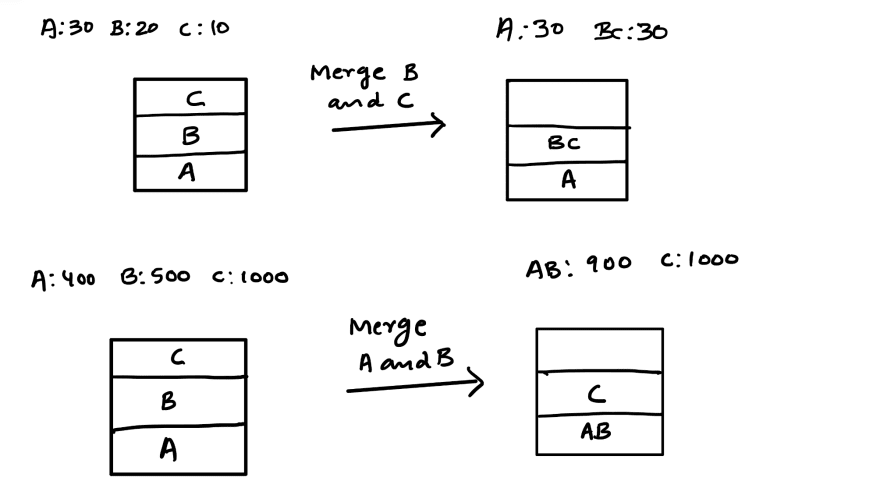 A:30 B:20 C:10
Merge B
and C
C
B
A
A:30 BC:30
BC
A
A:400 B:500 C:1000
Merge
A and B
C
B
A
AB: 900 C:1000
C
AB